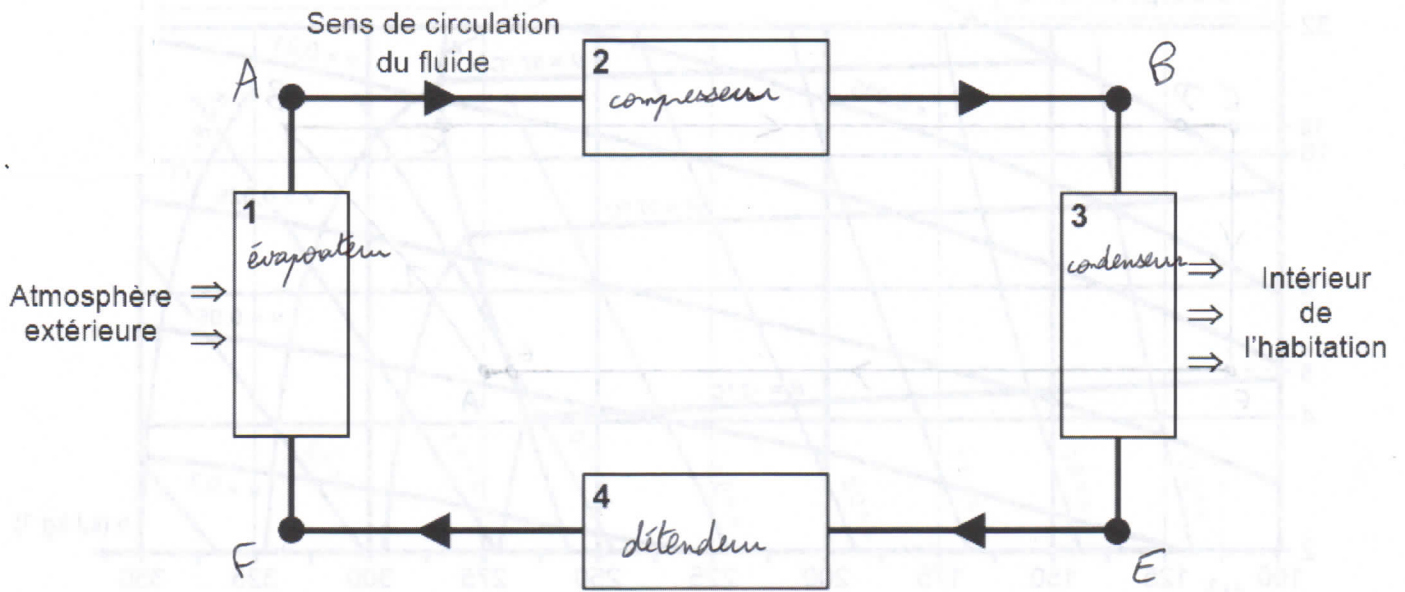 Sens de circulation
du fluide
A
2
compresseur
B
1
évaporateur
3
condenseur
Atmosphère
extérieure
Intérieur
de
l'habitation
4
détendeur
F
E